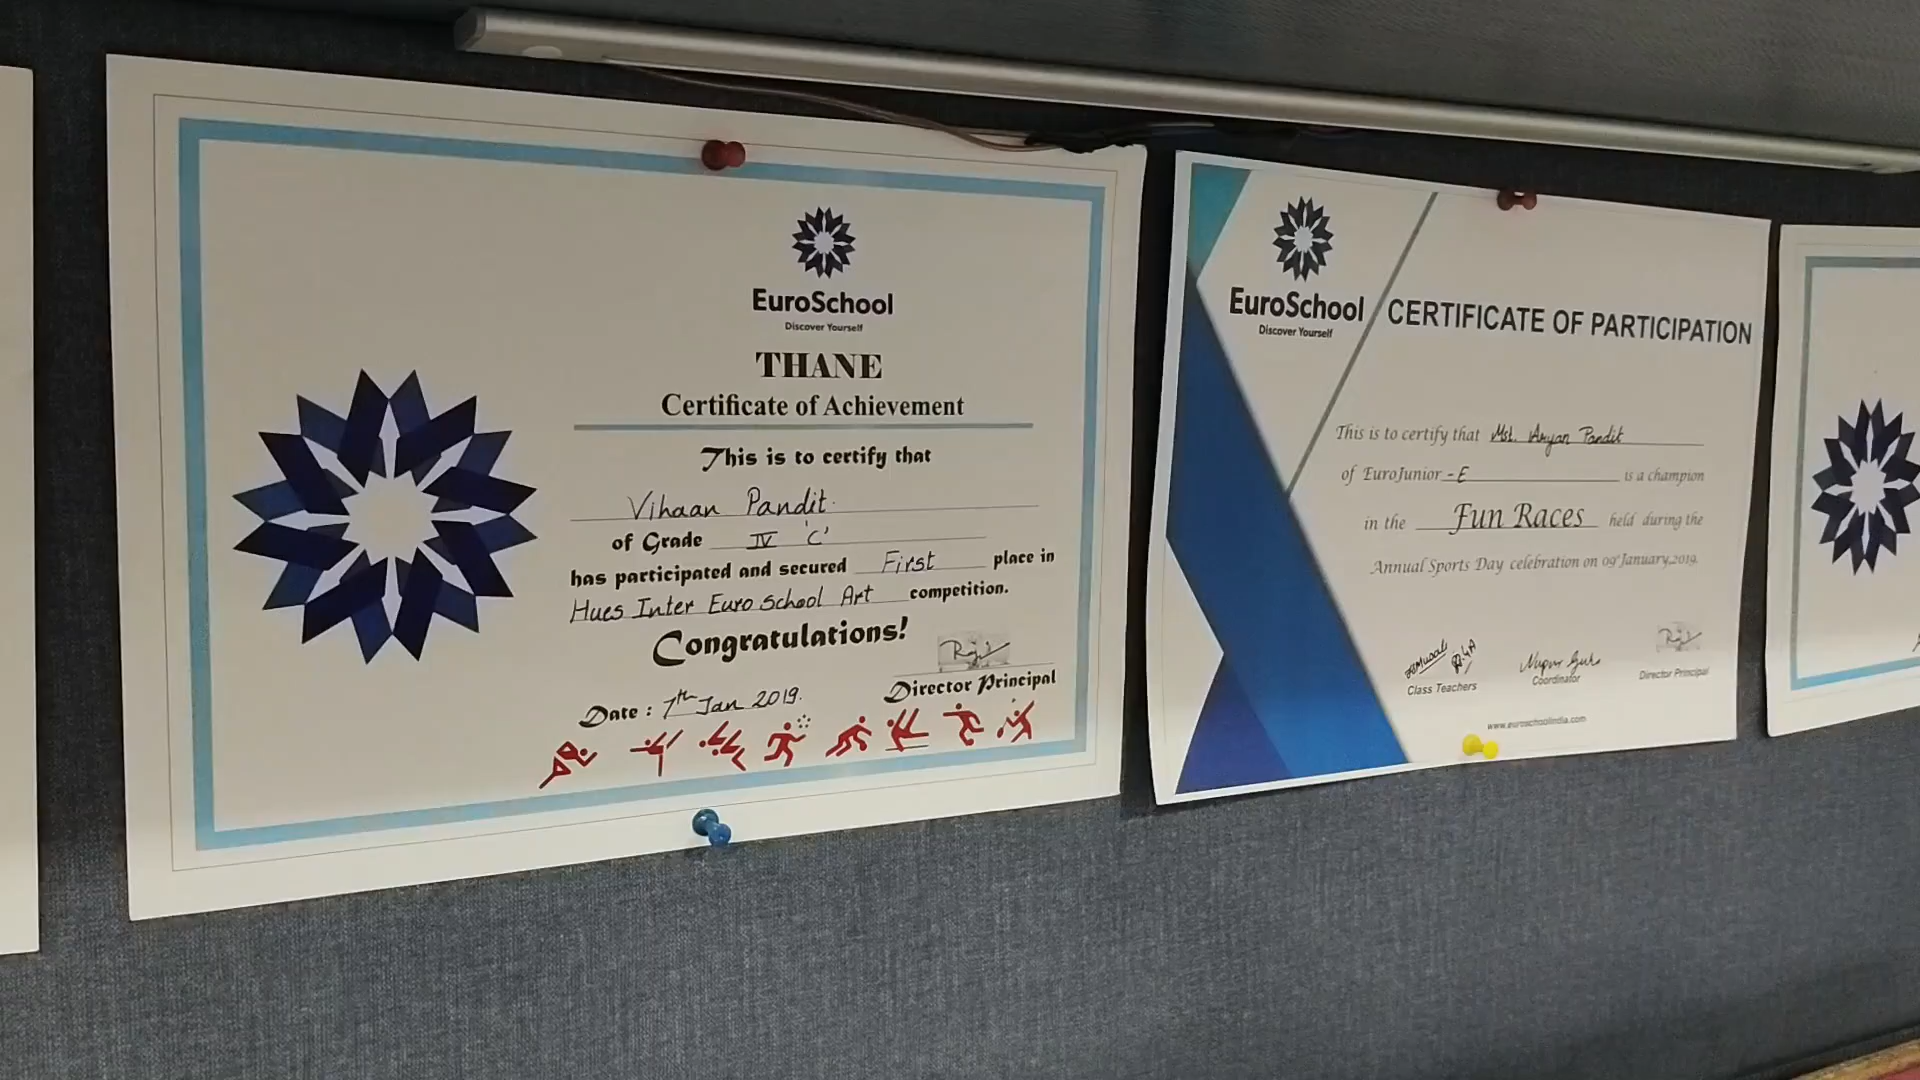 EuroSchool
Discover Yourself
THANE
Certificate of Achievement
This is to certify that
Vihaan Pandit.
of Grade IV 'C'
has participated and secured First place in
Hues Inter Euro School Art competition.
Congratulations!
Director Principal
Date : 7th Jan 2019.
EuroSchool
Discover Yourself
CERTIFICATE OF PARTICIPATION
This is to certify that Mst. Aryan Pandit
of EuroJunior - E is a champion
in the Fun Races held during the
Annual Sports Day celebration on 09th January, 2019.
Class Teachers
Coordinator
Director Principal
www.euroschoolindia.com